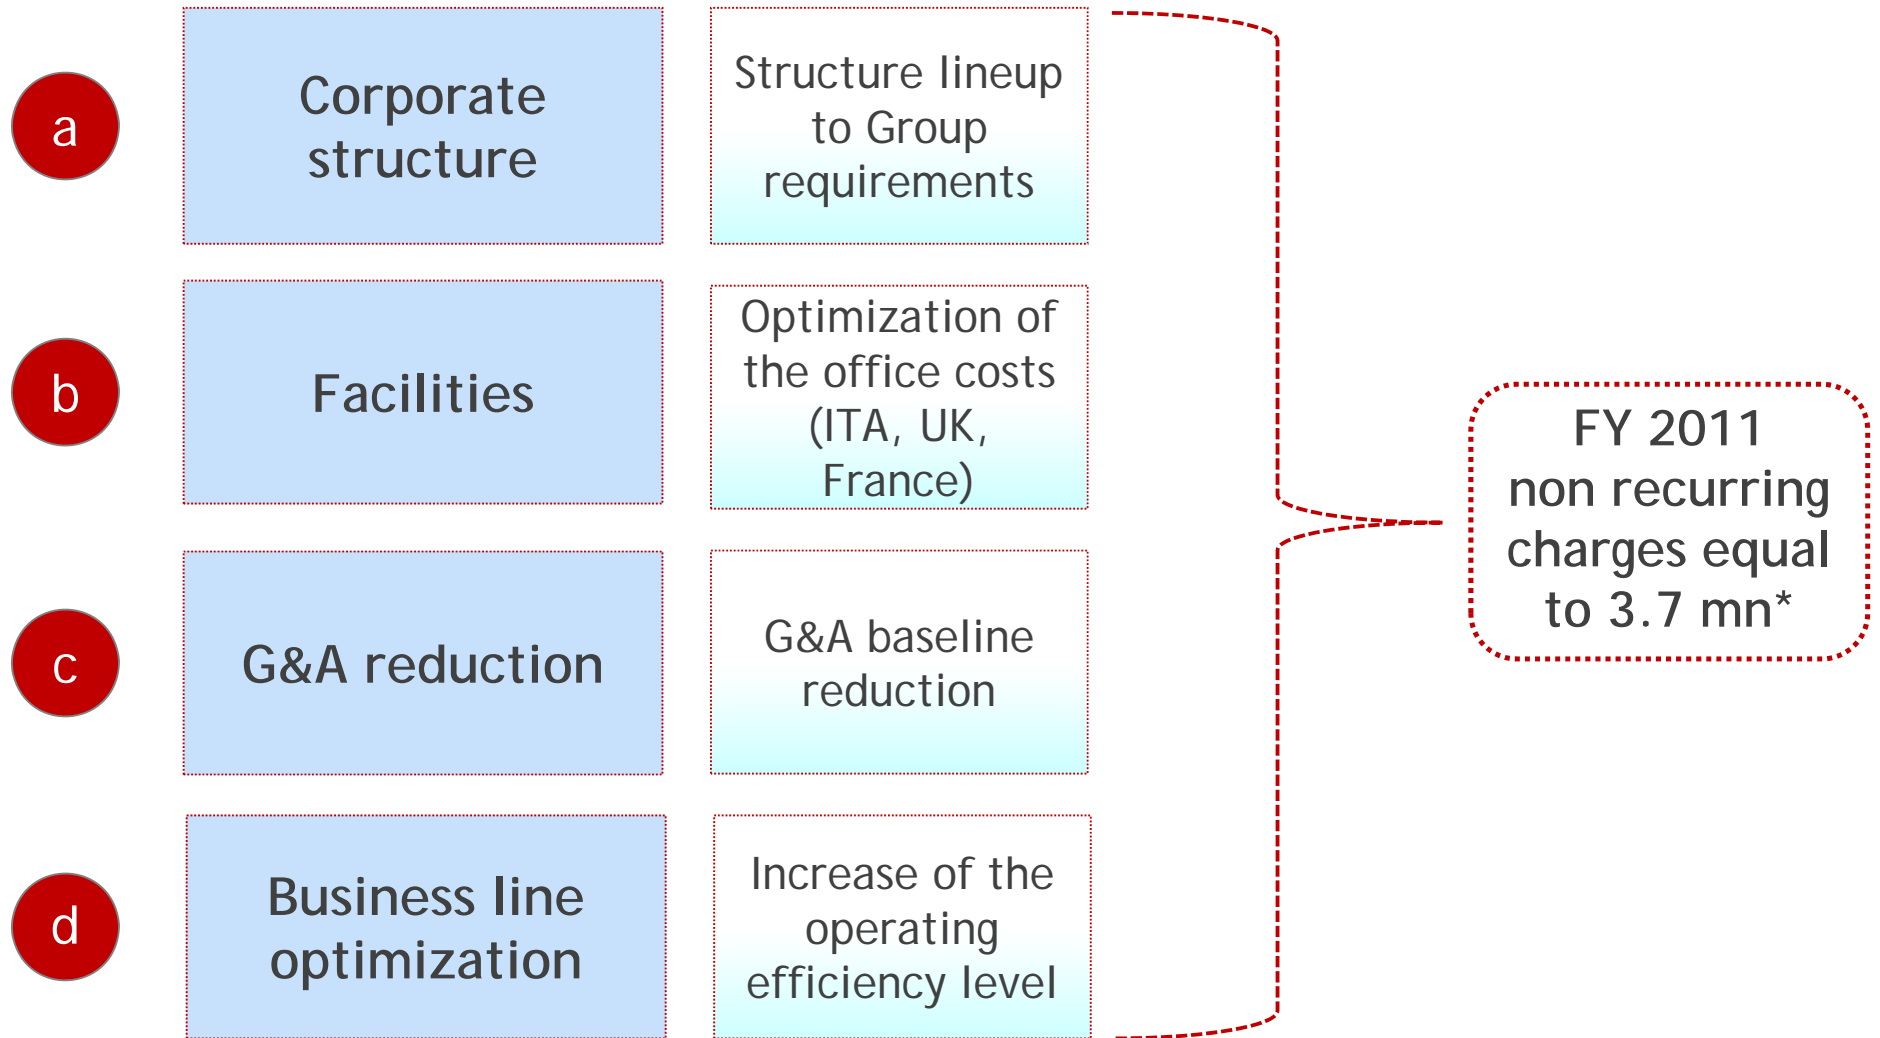 a
Corporate
structure
Structure lineup
to Group
requirements
b
Facilities
Optimization of
the office costs
(ITA, UK,
France)
c
G&A reduction
G&A baseline
reduction
d
Business line
optimization
Increase of the
operating
efficiency level
FY 2011
non recurring
charges equal
to 3.7 mn*